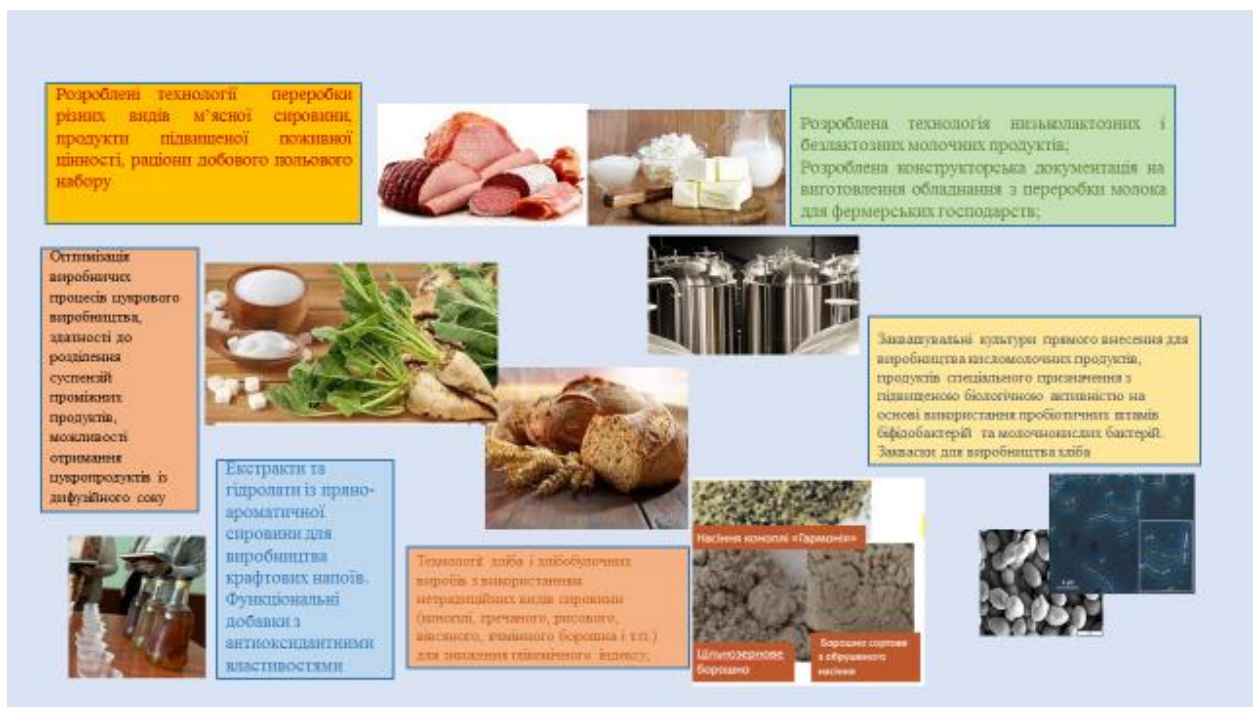 Розроблені технології переробки
різних видів м’ясної сировини,
продукти підвищеної поживної
цінності, раціони добового польового
набору
Розроблена технологія низьколактозних і
безлактозних молочних продуктів;
Розроблена конструкторська документація на
виготовлення обладнання з переробки молока
для фермерських господарств;
Оптимізація
виробничих
процесів цукрового
виробництва,
здатності до
розділення
суспензій
проміжних
продуктів,
можливості
отримання
цукропродуктів із
дифузійного соку
Заквашувальні культури прямого внесення для
виробництва кисломолочних продуктів,
продуктів спеціального призначення з
підвищеною біологічною активністю на
основі використання пробіотичних штамів
біфідобактерій та молочнокислих бактерій.
Закваски для виробництва хліба
Екстракти та
гідролати із пряно-
ароматичної
сировини для
виробництва
крафтових напоїв.
Функціональні
добавки з
антиоксидантними
властивостями
Технології хліба і хлібобулочних
виробів з використанням
нетрадиційних видів сировини
(коноплі, гречаного, рисового,
вівсяного, ячмінного борошна і т.п.)
для зниження глікемічного індексу;
Насіння коноплі «Гармонія»
Цільнозернове
борошно
Борошно сортове
з обрушеного
насіння